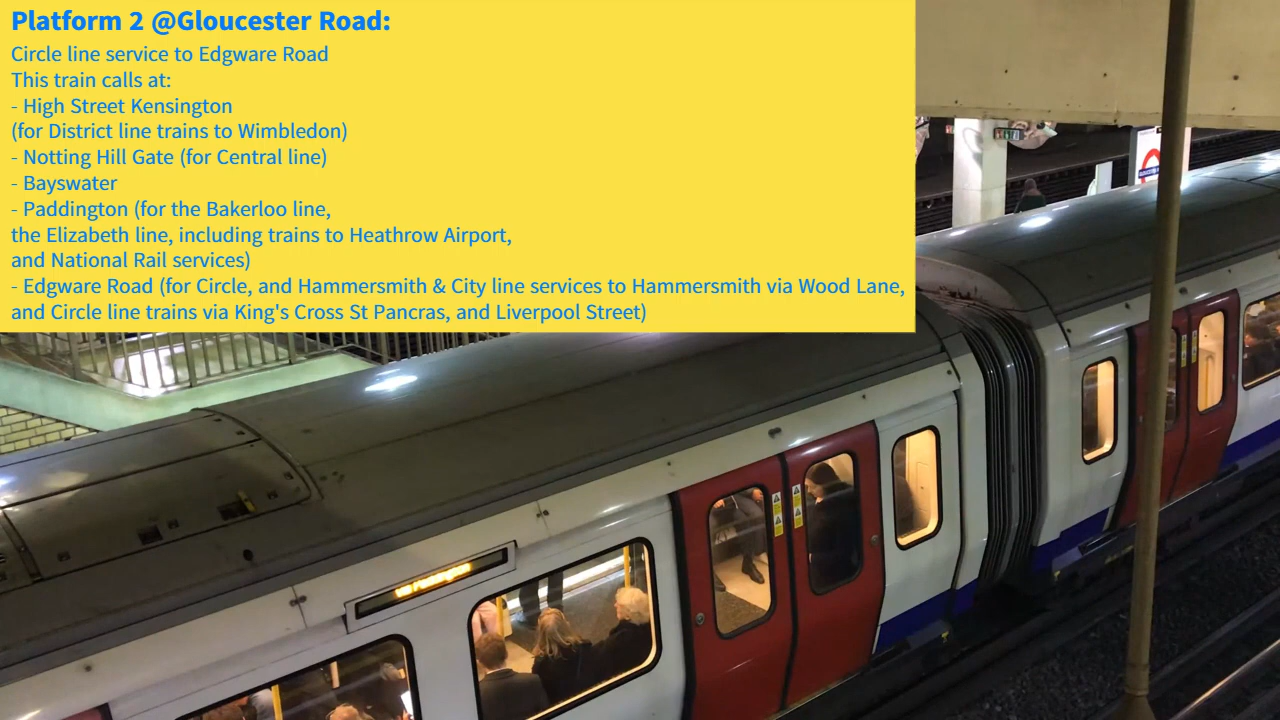 Platform 2 @Gloucester Road:
Circle line service to Edgware Road
This train calls at:
- High Street Kensington
(for District line trains to Wimbledon)
- Notting Hill Gate (for Central line)
- Bayswater
- Paddington (for the Bakerloo line,
the Elizabeth line, including trains to Heathrow Airport,
and National Rail services)
- Edgware Road (for Circle, and Hammersmith & City line services to Hammersmith via Wood Lane,
and Circle line trains via King's Cross St Pancras, and Liverpool Street)